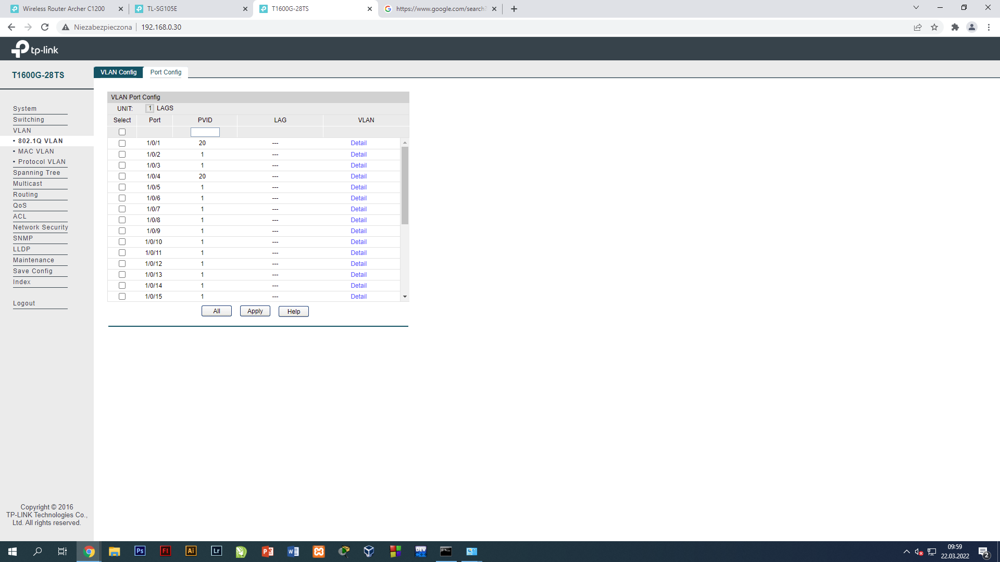 Wireless Router Archer C1200
TL-SG105E
T1600G-28TS
https://www.google.com/search?
Niezabezpieczona
192.168.0.30
tp-link
T1600G-28TS
VLAN Config
Port Config
System
Switching
VLAN
• 802.1Q VLAN
• MAC VLAN
• Protocol VLAN
Spanning Tree
Multicast
Routing
QoS
ACL
Network Security
SNMP
LLDP
Maintenance
Save Config
Index
Logout
Copyright © 2016
TP-LINK Technologies Co.,
Ltd. All rights reserved.
VLAN Port Config
UNIT: 1 LAGS
Select Port PVID LAG VLAN
1/0/1 20 --- Detail
1/0/2 1 --- Detail
1/0/3 1 --- Detail
1/0/4 20 --- Detail
1/0/5 1 --- Detail
1/0/6 1 --- Detail
1/0/7 1 --- Detail
1/0/8 1 --- Detail
1/0/9 1 --- Detail
1/0/10 1 --- Detail
1/0/11 1 --- Detail
1/0/12 1 --- Detail
1/0/13 1 --- Detail
1/0/14 1 --- Detail
1/0/15 1 --- Detail
All Apply Help
Ps
Fl
Ai
Lr
DEV
09:59
22.03.2022
2